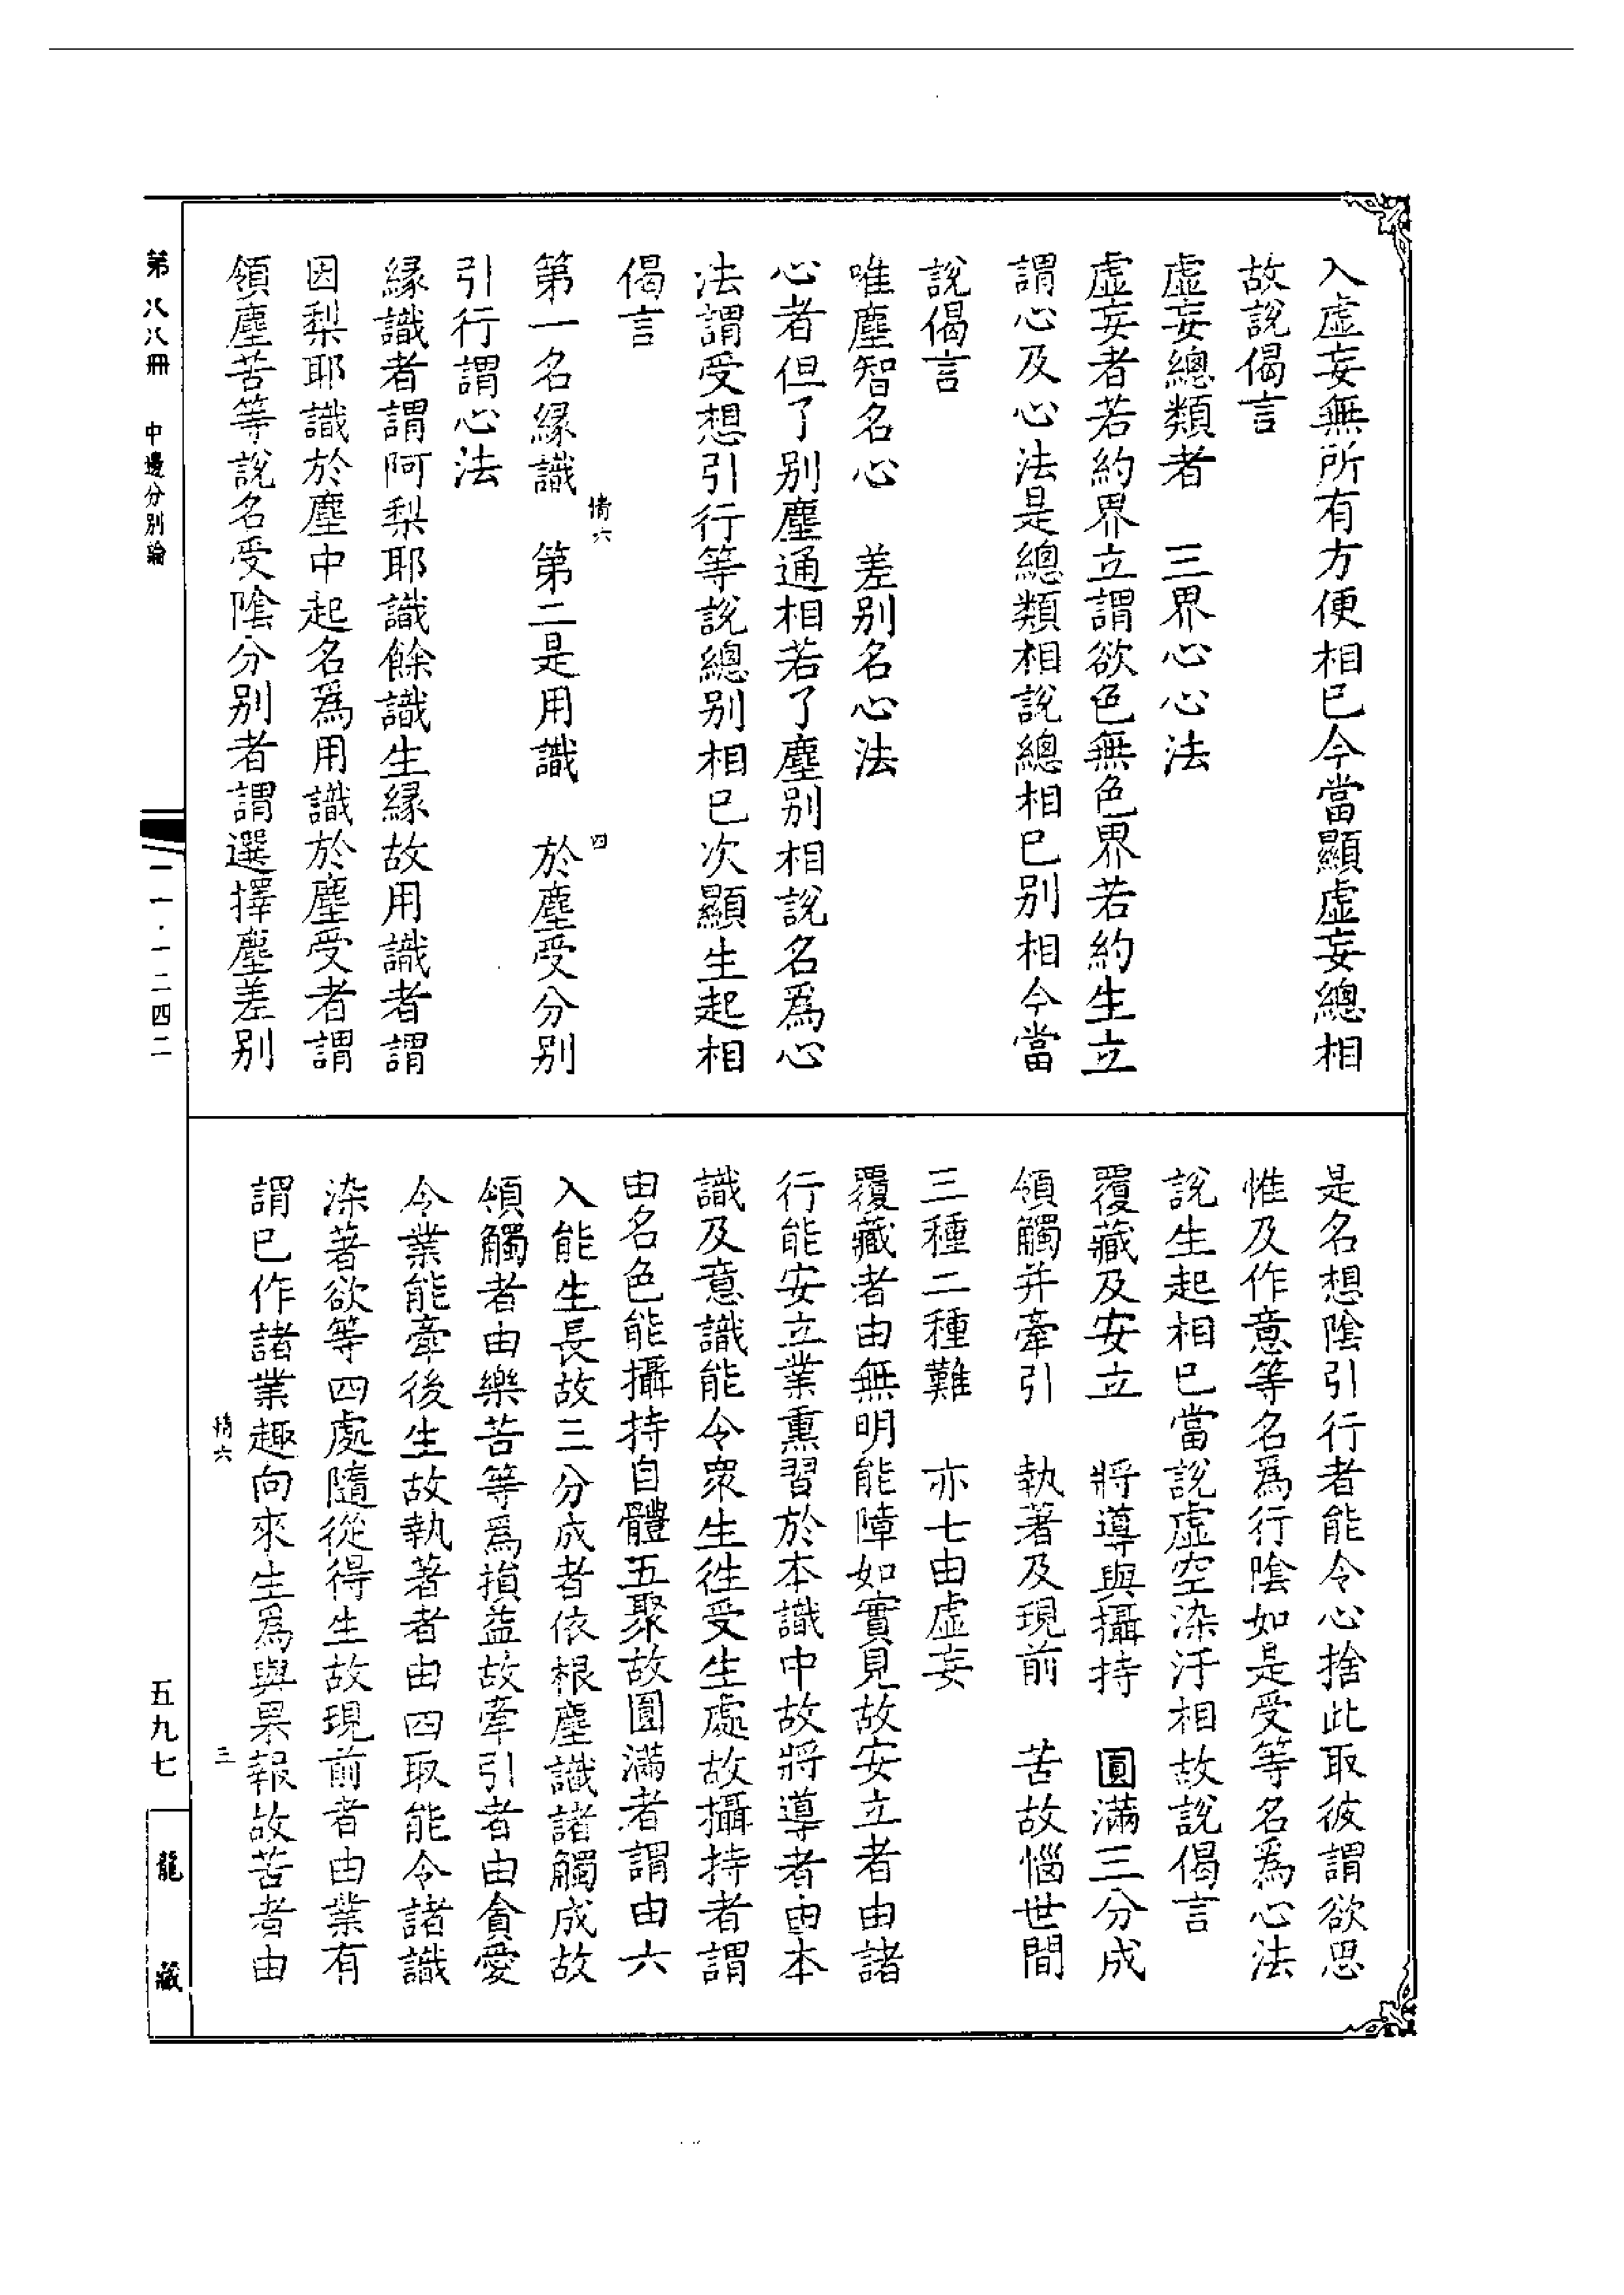 入虛妄無所有方便相已今當顯虛妄總相
故說偈言
虛妄總類者　三界心心法
虛妄者若約界立謂欲色無色界若約生立
謂心及心法是總類相說總相已別相今當
說偈言
唯塵智名心　差別名心法
心者但了別塵通相若了塵別相說名爲心
法謂受想引行等說總別相已次顯生起相
偈言
情六　四
第一名緣識　第二是用識　於塵受分別
引行謂心法
緣識者謂阿梨耶識餘識生緣故用識者謂
因梨耶識於塵中起名爲用識於塵受者謂
領塵苦等說名受陰分別者謂選擇塵差別
是名想陰引行者能令心捨此取彼謂欲思
惟及作意等名爲行陰如是受等名爲心法
說生起相已當說虛空染汙相故說偈言
覆藏及安立　將導與攝持　圓滿三分成
領觸并牽引　執著及現前　苦故惱世間
三種二種難　亦七由虛妄
覆藏者由無明能障如實見故安立者由諸
行能安立業熏習於本識中故將導者由本
識及意識能令眾生徃受生處故攝持者謂
由名色能攝持自體五聚故圓滿者謂由六
入能生長故三分成者依根塵識諸觸成故
領觸者由樂苦等爲損益故牽引者由貪愛
令業能牽後生故執著者由四取能令諸識
染著欲等四處隨從得生故現前者由業有
謂已作諸業趣向來生爲與果報故苦者由
情六　三
第八八冊　中邊分別論
一一·一二四二
五九七
龍藏